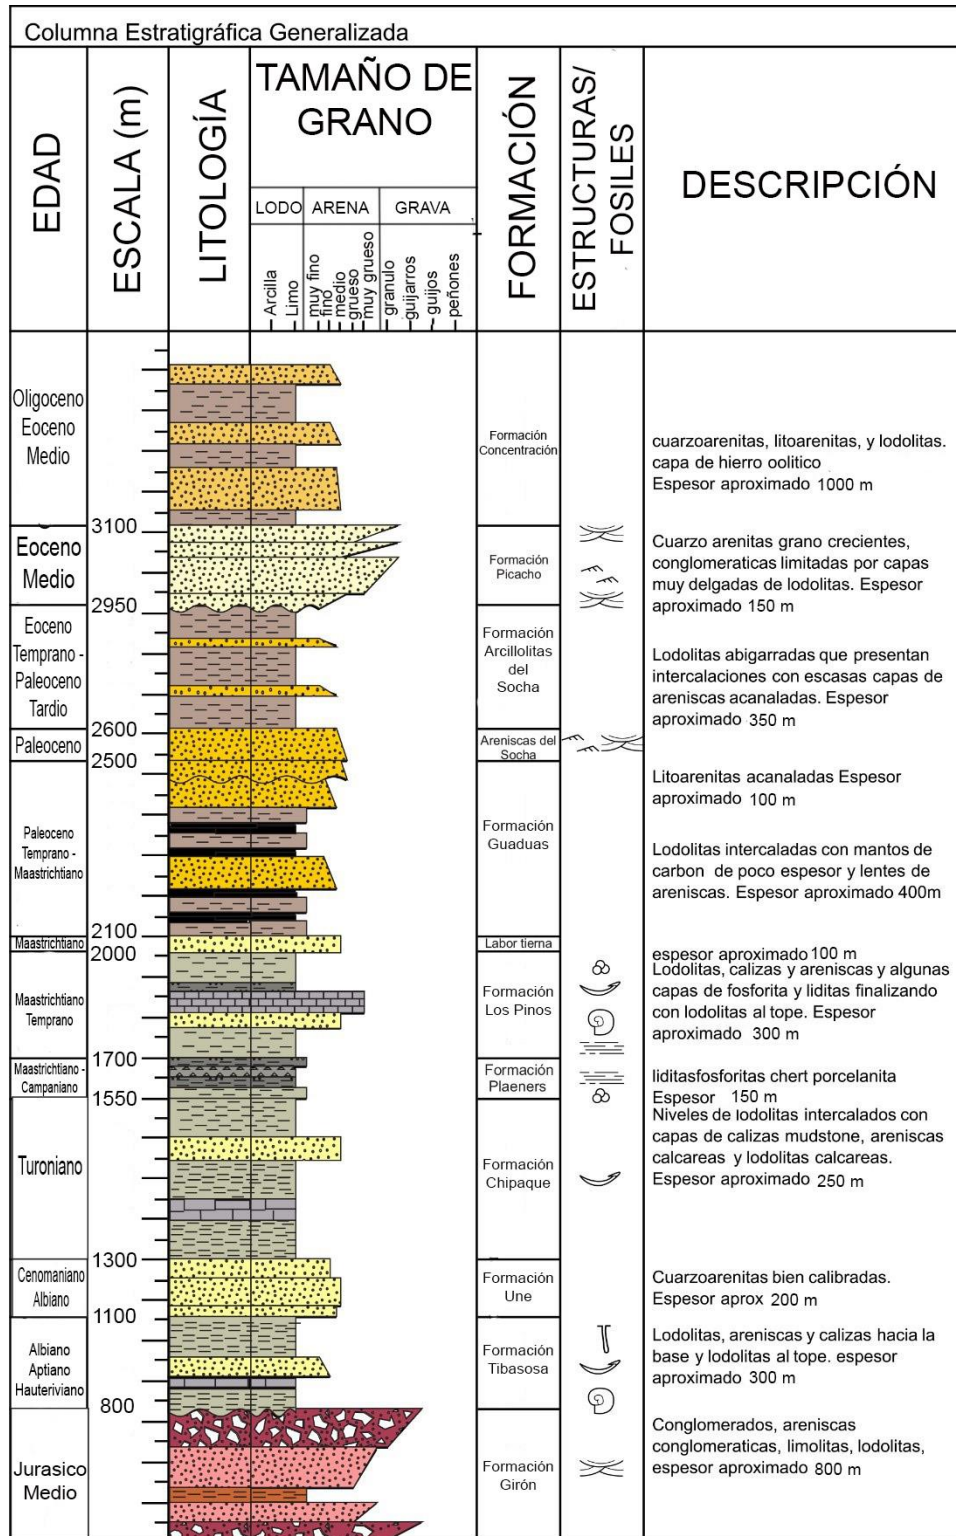 Columna Estratigráfica Generalizada
EDAD
ESCALA (m)
LITOLOGÍA
TAMAÑO DE
GRANO
LODO
ARENA
GRAVA
Arcilla
Limo
muy fino
fino
medio
grueso
muy grueso
granulo
guijarros
guijos
peñones
FORMACIÓN
ESTRUCTURAS/
FOSILES
DESCRIPCIÓN
Oligoceno
Eoceno
Medio
Formación
Concentración
cuarzoarenitas, litoarenitas, y lodolitas.
capa de hierro oolitico
Espesor aproximado 1000 m
3100
Eoceno
Medio
Formación
Picacho
Cuarzo arenitas grano crecientes,
conglomeraticas limitadas por capas
muy delgadas de lodolitas. Espesor
aproximado 150 m
2950
Eoceno
Temprano -
Paleoceno
Tardio
Formación
Arcillolitas
del
Socha
Lodolitas abigarradas que presentan
intercalaciones con escasas capas de
areniscas acanaladas. Espesor
aproximado 350 m
2600
Paleoceno
Areniscas del
Socha
2500
Litoarenitas acanaladas Espesor
aproximado 100 m
Paleoceno
Temprano -
Maastrichtiano
Formación
Guaduas
Lodolitas intercaladas con mantos de
carbon de poco espesor y lentes de
areniscas. Espesor aproximado 400m
2100
Maastrichtiano
Labor tierna
espesor aproximado 100 m
2000
Maastrichtiano
Temprano
Formación
Los Pinos
Lodolitas, calizas y areniscas y algunas
capas de fosforita y liditas finalizando
con lodolitas al tope. Espesor
aproximado 300 m
1700
Maastrichtiano -
Campaniano
Formación
Plaeners
liditasfosforitas chert porcelanita
Espesor 150 m
1550
Turoniano
Formación
Chipaque
Niveles de lodolitas intercalados con
capas de calizas mudstone, areniscas
calcareas y lodolitas calcareas.
Espesor aproximado 250 m
1300
Cenomaniano
Albiano
Formación
Une
Cuarzoarenitas bien calibradas.
Espesor aprox 200 m
1100
Albiano
Aptiano
Hauteriviano
Formación
Tibasosa
Lodolitas, areniscas y calizas hacia la
base y lodolitas al tope. espesor
aproximado 300 m
800
Jurasico
Medio
Formación
Girón
Conglomerados, areniscas
conglomeraticas, limolitas, lodolitas,
espesor aproximado 800 m